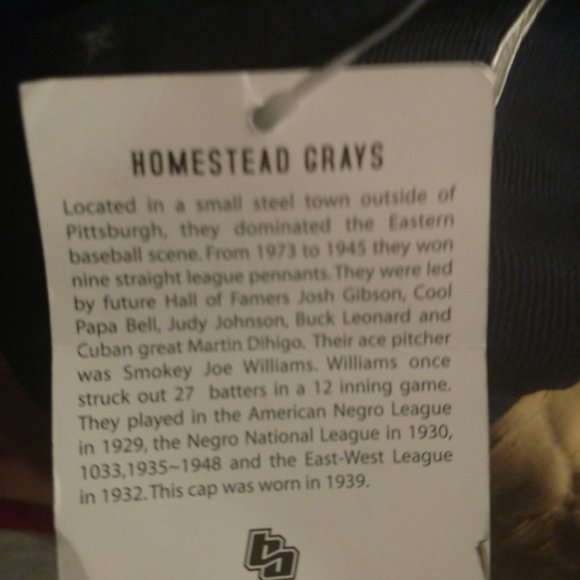 HOMESTEAD GRAYS
Located in a small steel town outside of
Pittsburgh, they dominated the Eastern
baseball scene. From 1973 to 1945 they won
nine straight league pennants. They were led
by future Hall of Famers Josh Gibson, Cool
Papa Bell, Judy Johnson, Buck Leonard and
Cuban great Martin Dihigo. Their ace pitcher
was Smokey Joe Williams. Williams once
struck out 27 batters in a 12 inning game.
They played in the American Negro League
in 1929, the Negro National League in 1930,
1033,1935~1948 and the East-West League
in 1932. This cap was worn in 1939.